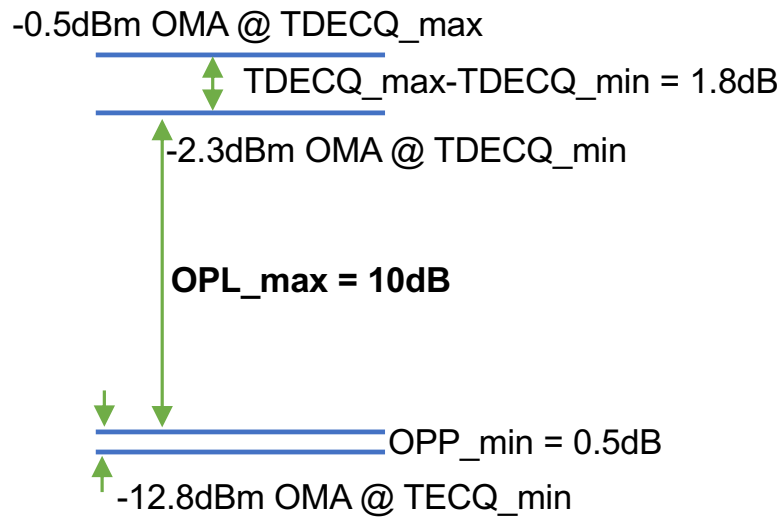 -0.5dBm OMA @ TDECQ_max
TDECQ_max-TDECQ_min = 1.8dB
-2.3dBm OMA @ TDECQ_min
OPL_max = 10dB
OPP_min = 0.5dB
-12.8dBm OMA @ TECQ_min